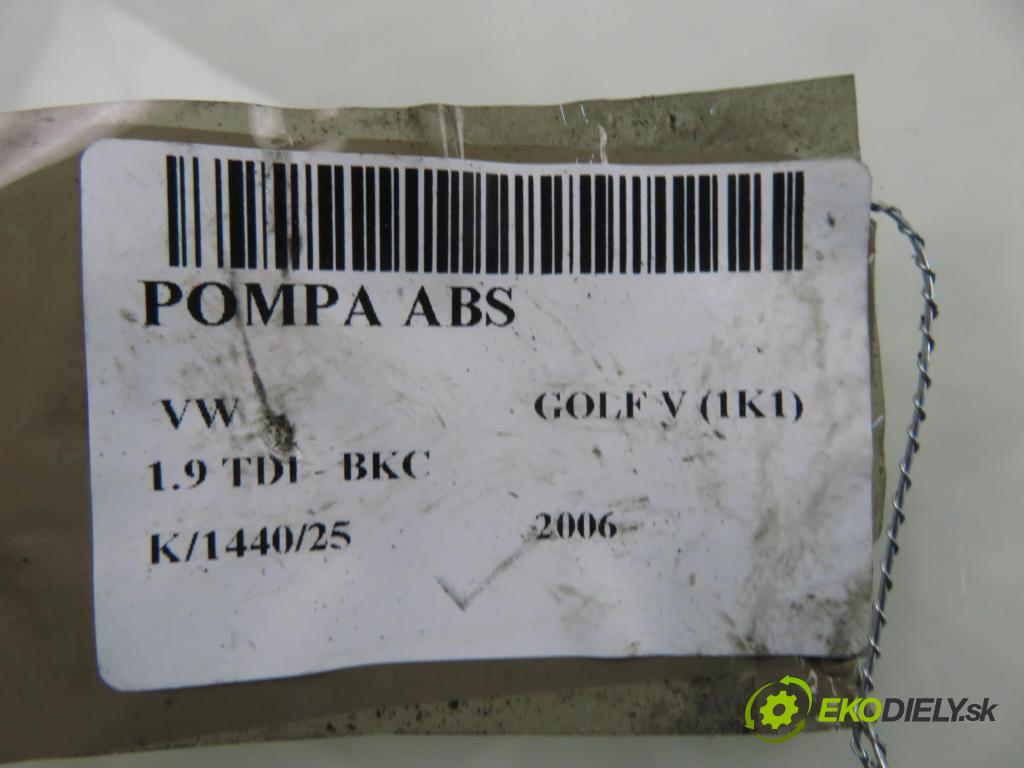 POMPA ABS
VW GOLF V (1K1)
1.9 TDI - BKC
K/1440/25 2006
EKODIELY.sk